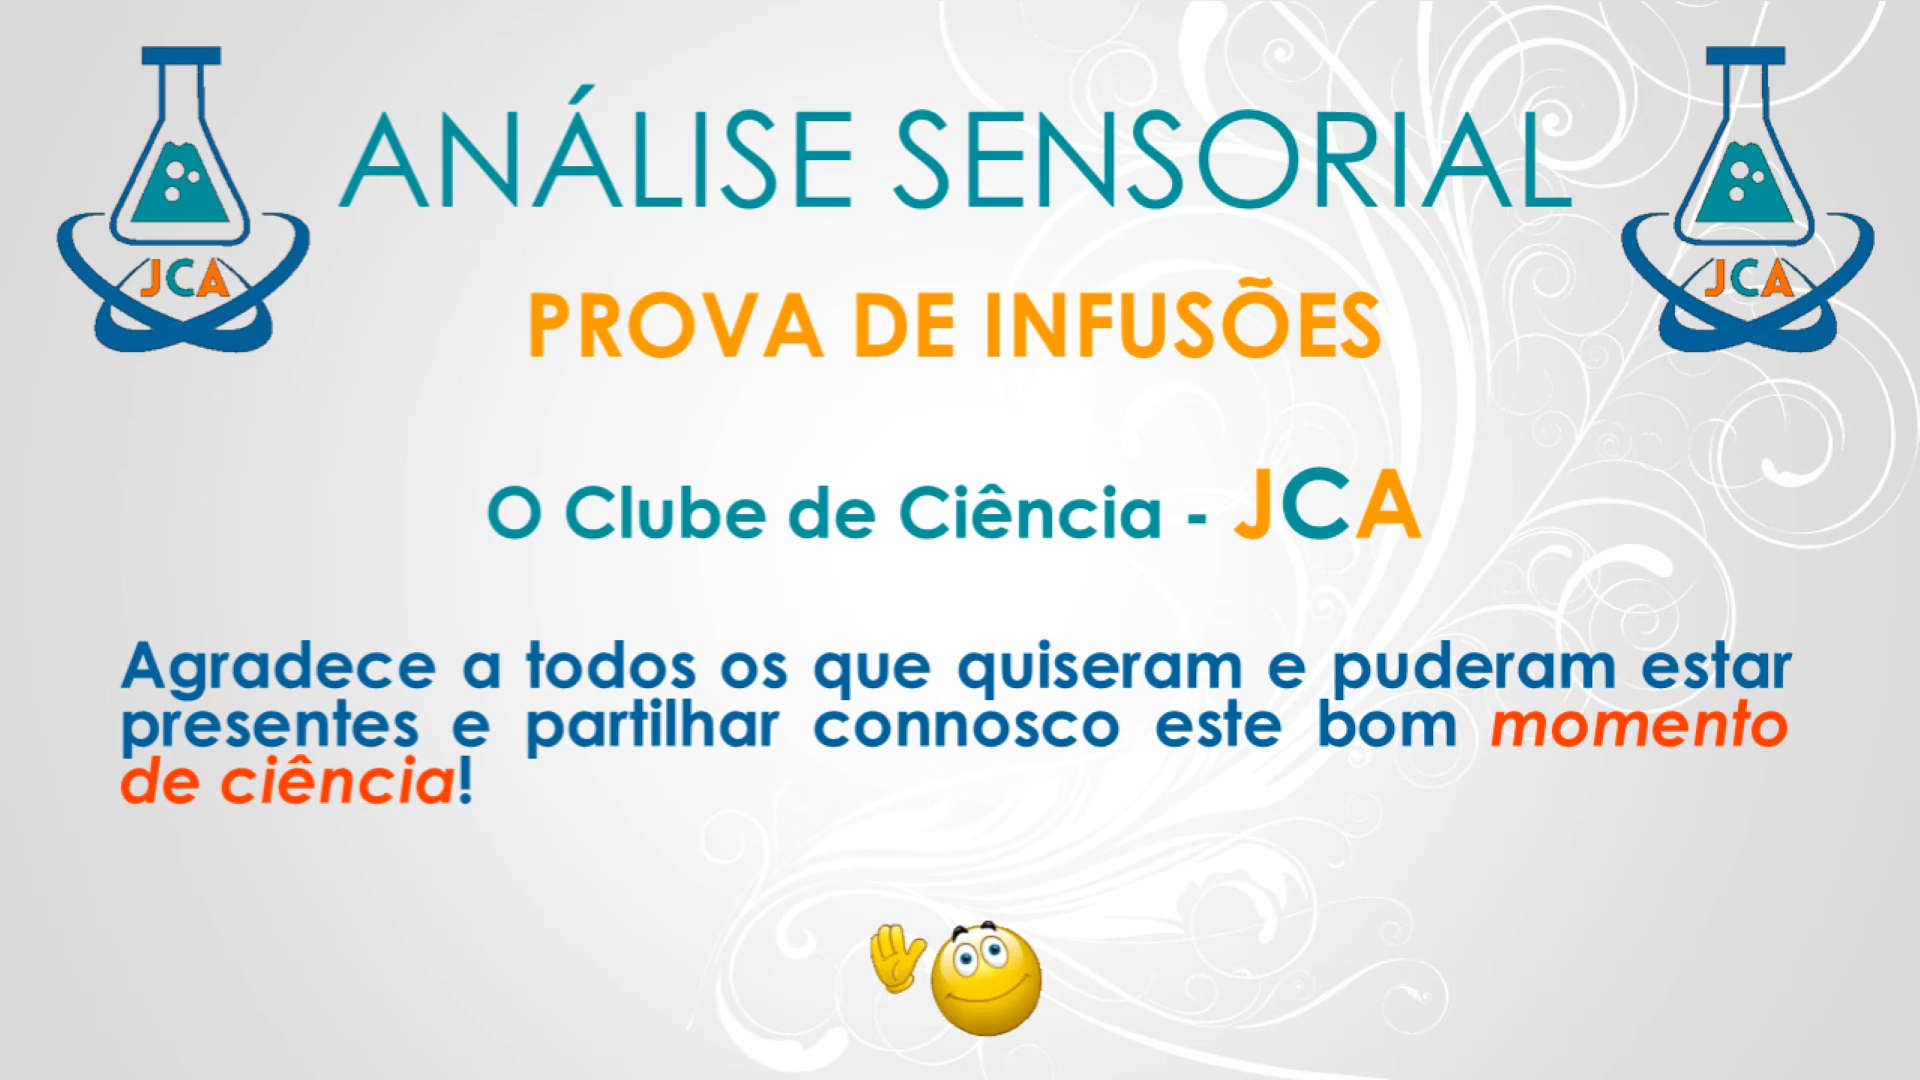 JCA
ANÁLISE SENSORIAL
JCA
PROVA DE INFUSÕES
O Clube de Ciência - JCA
Agradece a todos os que quiseram e puderam estar
presentes e partilhar connosco este bom momento
de ciência!